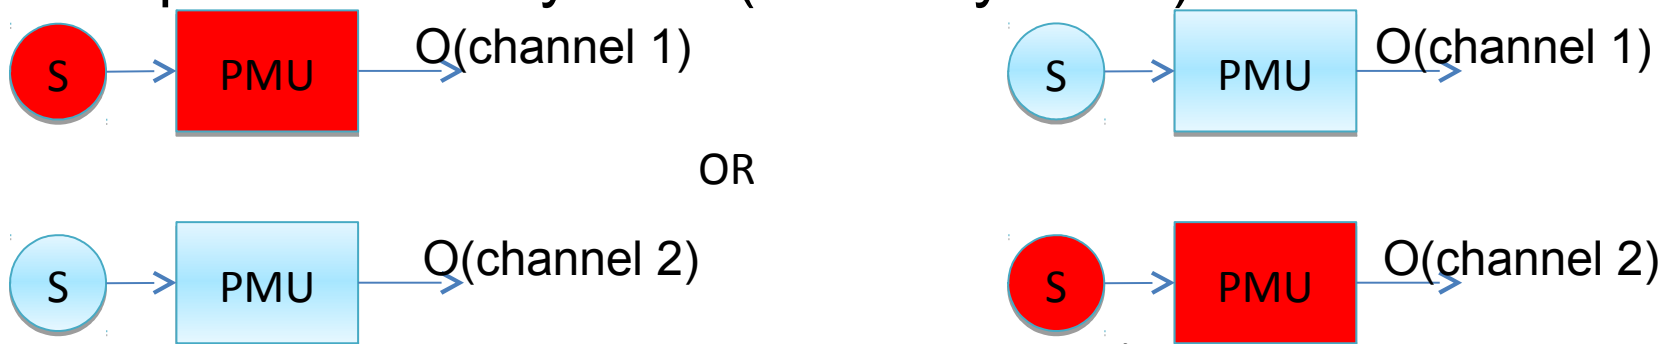 S PMU O(channel 1) S PMU O(channel 1)
OR
S PMU O(channel 2) S PMU O(channel 2)